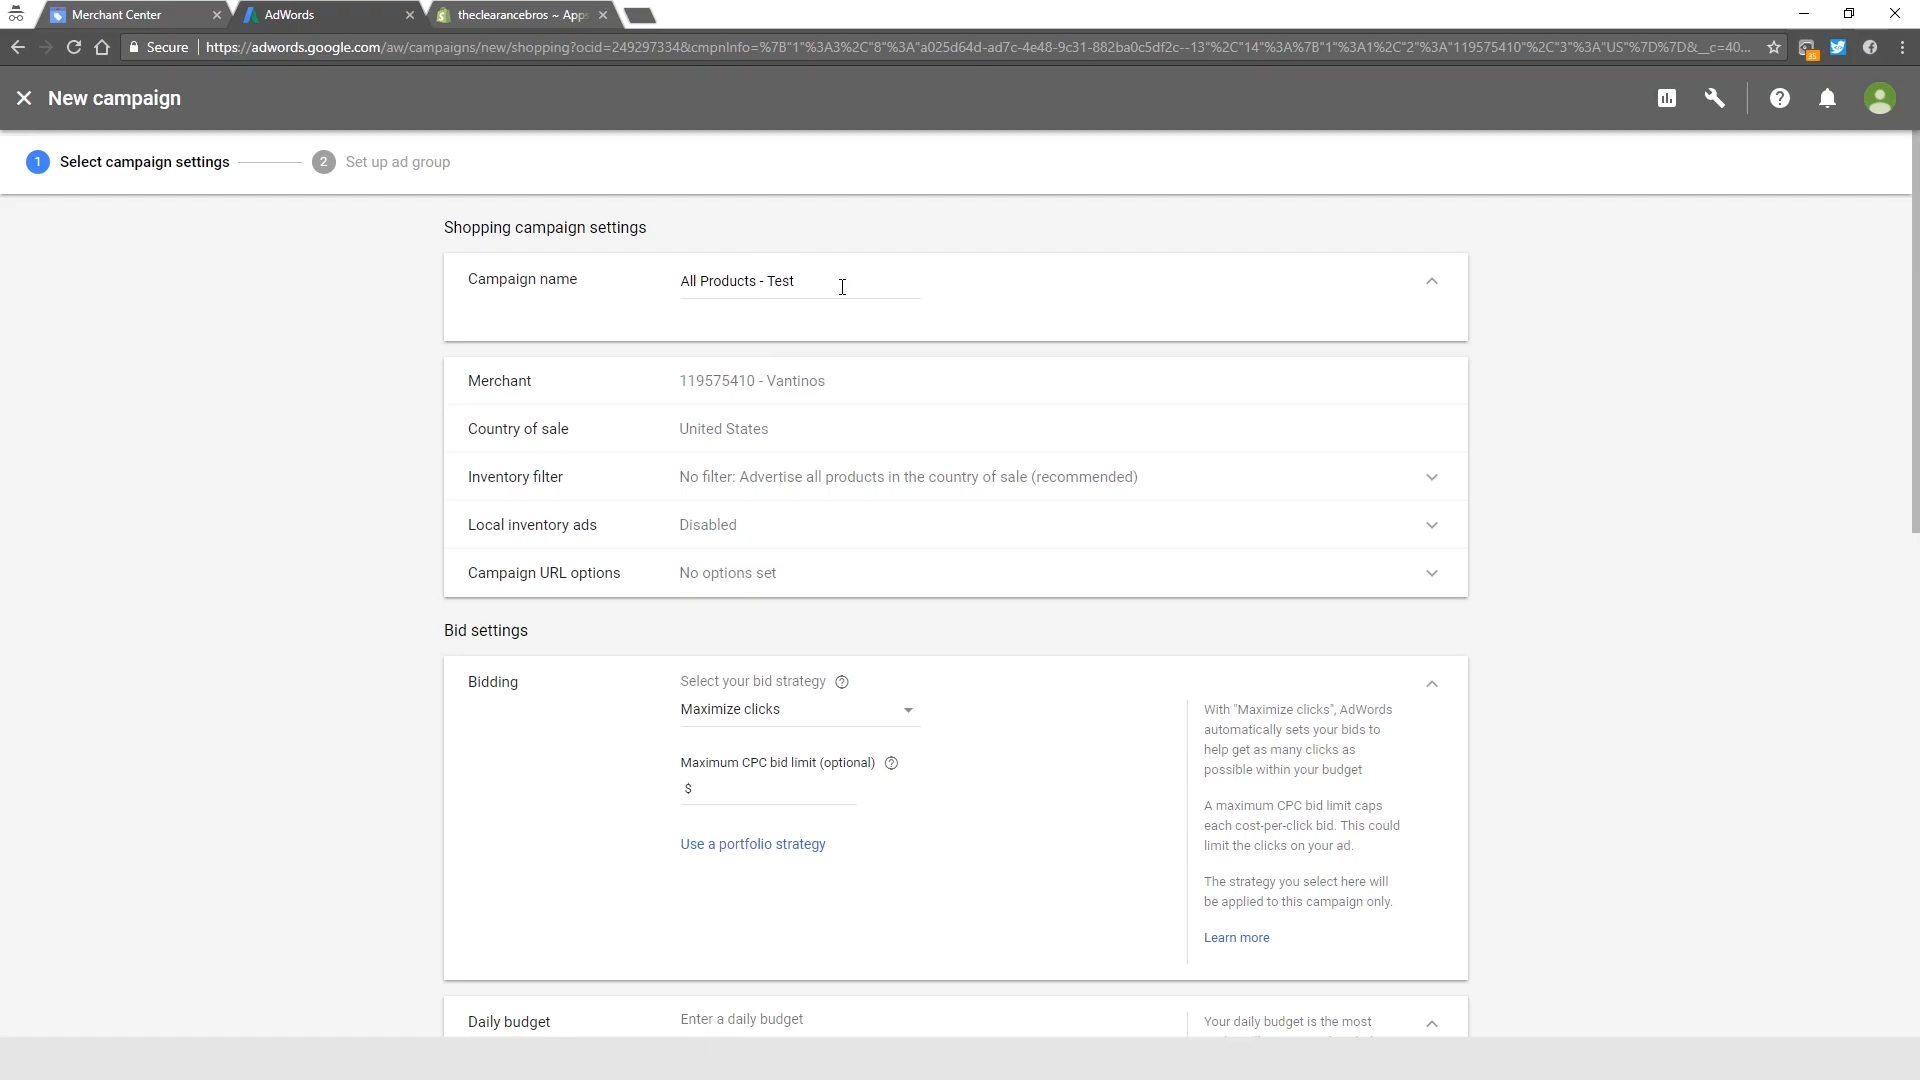 Merchant Center
AdWords
theclearancebros ~ Apps
Secure
https://adwords.google.com/aw/campaigns/new/shopping?ocid=249297334&cmpnInfo=%7B"1"%3A3%2C"8"%3A"a025d64d-ad7c-4e48-9c31-882ba0c5df2c--13"%2C"14"%3A%7B"1"%3A1%2C"2"%3A"119575410"%2C"3"%3A"US"%7D%7D&__c=40...
New campaign
1 Select campaign settings
2 Set up ad group
Shopping campaign settings
Campaign name
All Products - Test
Merchant
119575410 - Vantinos
Country of sale
United States
Inventory filter
No filter: Advertise all products in the country of sale (recommended)
Local inventory ads
Disabled
Campaign URL options
No options set
Bid settings
Bidding
Select your bid strategy
Maximize clicks
Maximum CPC bid limit (optional)
$
Use a portfolio strategy
With "Maximize clicks", AdWords
automatically sets your bids to
help get as many clicks as
possible within your budget
A maximum CPC bid limit caps
each cost-per-click bid. This could
limit the clicks on your ad.
The strategy you select here will
be applied to this campaign only.
Learn more
Daily budget
Enter a daily budget
Your daily budget is the most